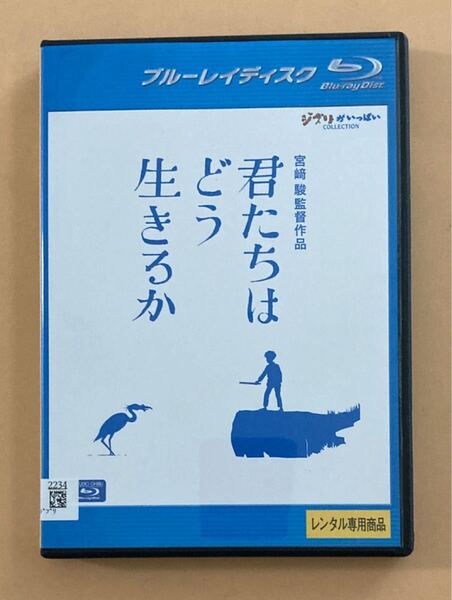 ブルーレイディスク
Blu-ray Disc
ジブリがいっぱい
COLLECTION
宮﨑 駿監督作品
君たちは
どう
生きるか
2234
レンタル専用商品